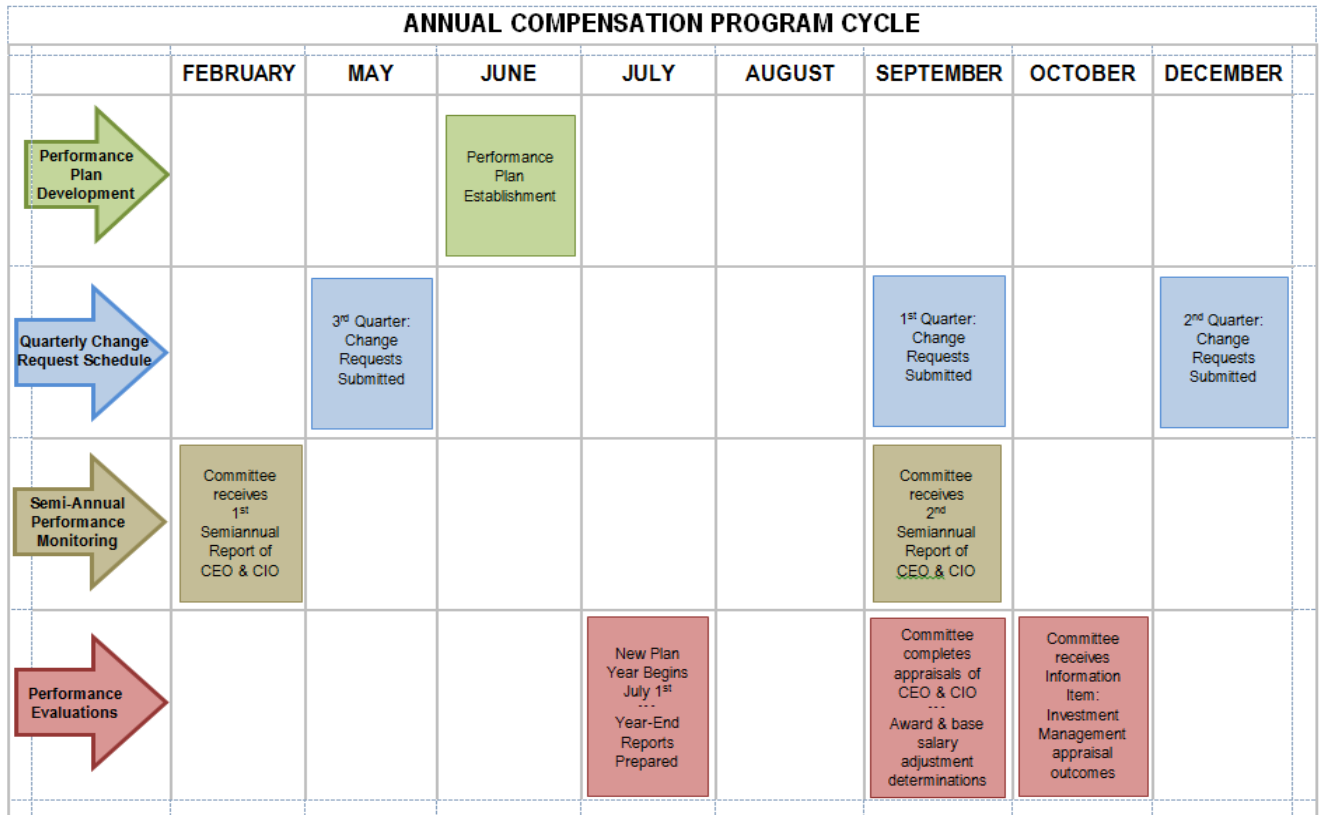 ANNUAL COMPENSATION PROGRAM CYCLE
FEBRUARY MAY JUNE JULY AUGUST SEPTEMBER OCTOBER DECEMBER
Performance
Plan
Development
Performance
Plan
Establishment
Quarterly Change
Request Schedule
3rd Quarter:
Change
Requests
Submitted
1st Quarter:
Change
Requests
Submitted
2nd Quarter:
Change
Requests
Submitted
Semi-Annual
Performance
Monitoring
Committee
receives
1st
Semiannual
Report of
CEO & CIO
Committee
receives
2nd
Semiannual
Report of
CEO & CIO
Performance
Evaluations
New Plan
Year Begins
July 1st
---
Year-End
Reports
Prepared
Committee
completes
appraisals of
CEO & CIO
---
Award & base
salary
adjustment
determinations
Committee
receives
Information
Item:
Investment
Management
appraisal
outcomes